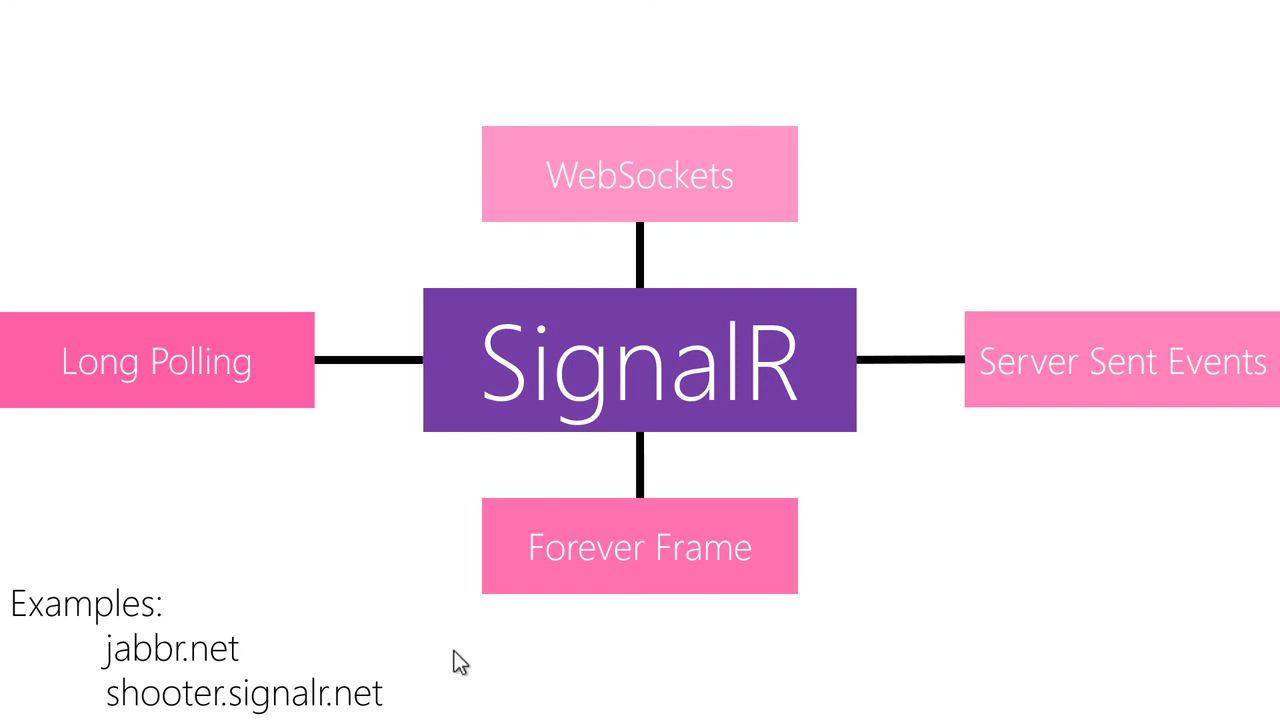 WebSockets
SignalR
Long Polling
Server Sent Events
Forever Frame
Examples:
jabbr.net
shooter.signalr.net